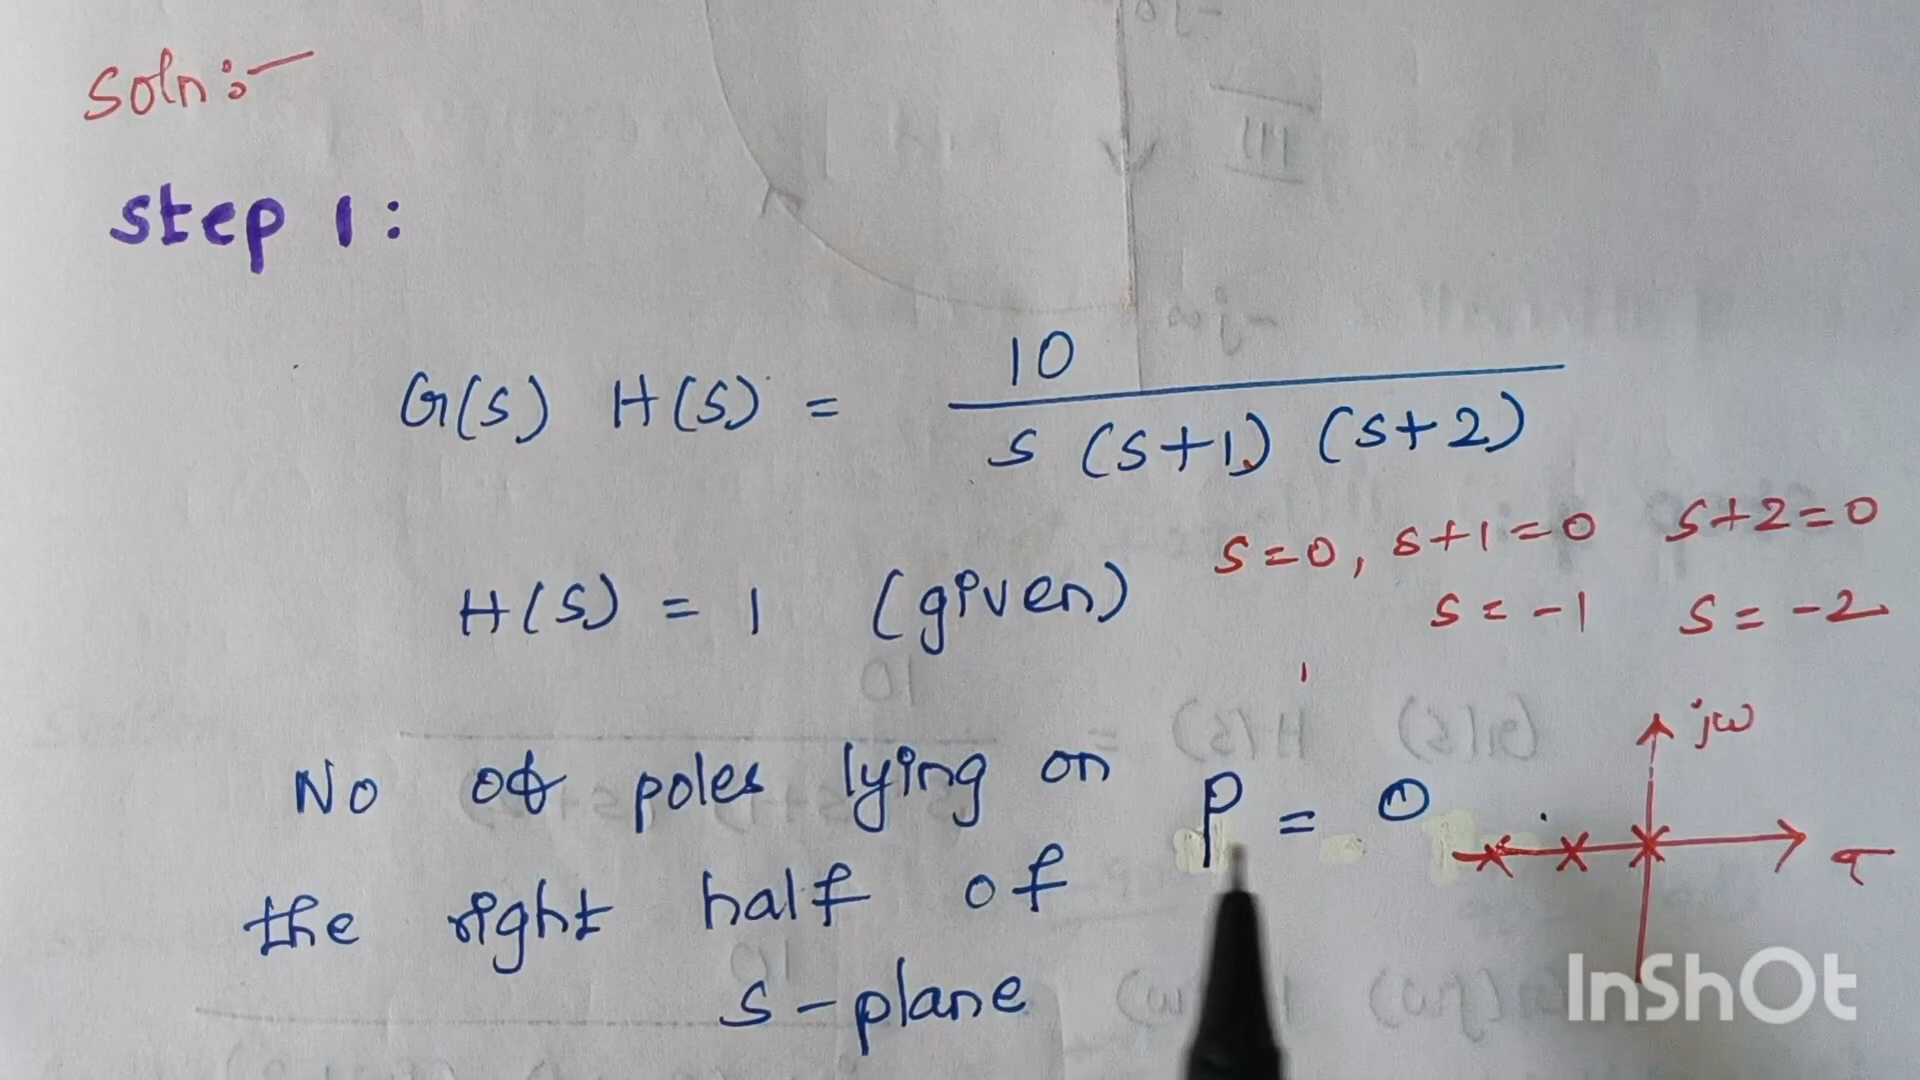 Soln:-
Step 1:
G(s) H(s) = 10 / s (s+1) (s+2)
s=0, s+1=0 s+2=0
s = -1 s = -2
H(s) = 1 (given)
jω
No of poles lying on P = 0
the right half of
s-plane
InShOt